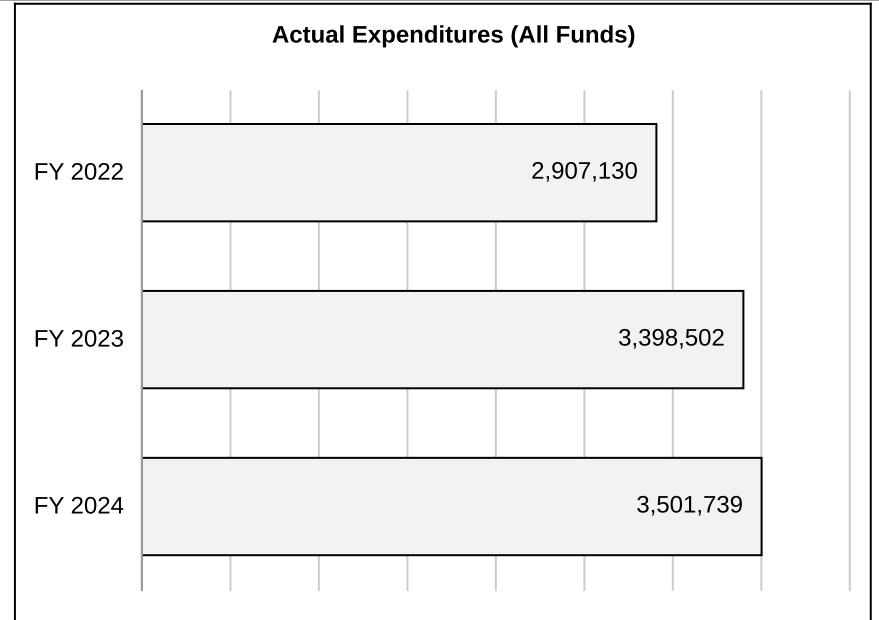 Actual Expenditures (All Funds)
FY 2022
2,907,130
FY 2023
3,398,502
FY 2024
3,501,739